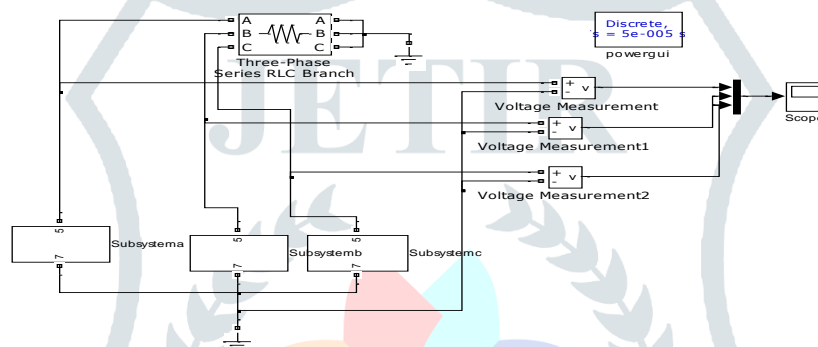 JETIR
A
B
C
A
B
C
Three-Phase
Series RLC Branch
Discrete,
s = 5e-005 s
powergui
+
-
v
Voltage Measurement
+
-
v
Voltage Measurement1
+
-
v
Voltage Measurement2
Scope
5
7
Subsystema
5
7
Subsystemb
5
7
Subsystemc